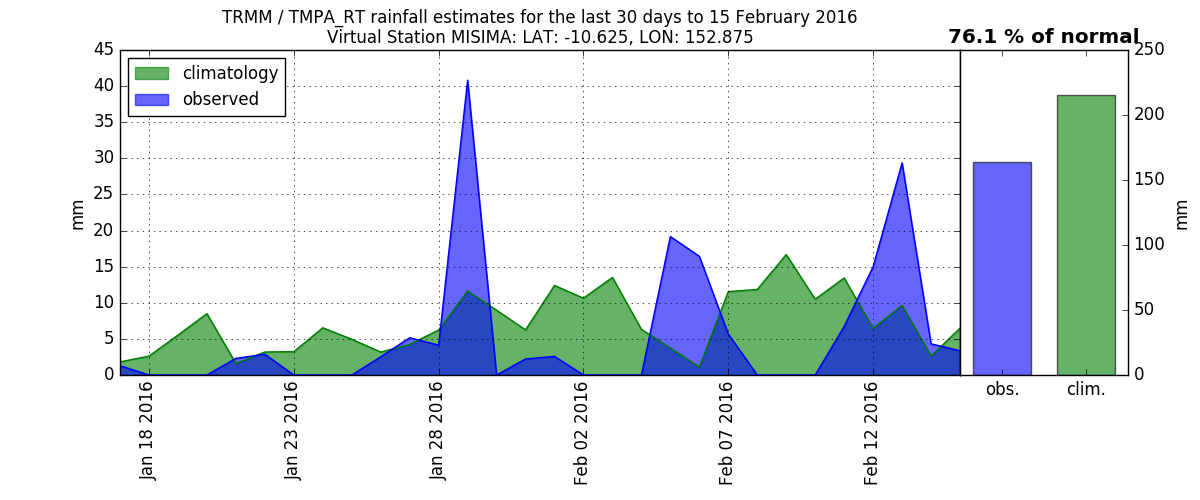 TRMM / TMPA_RT rainfall estimates for the last 30 days to 15 February 2016
Virtual Station MISIMA: LAT: -10.625, LON: 152.875
76.1 % of normal
climatology
observed
mm
45
40
35
30
25
20
15
10
5
0
Jan 18 2016
Jan 23 2016
Jan 28 2016
Feb 02 2016
Feb 07 2016
Feb 12 2016
obs.
clim.
250
200
150
100
50
0
mm